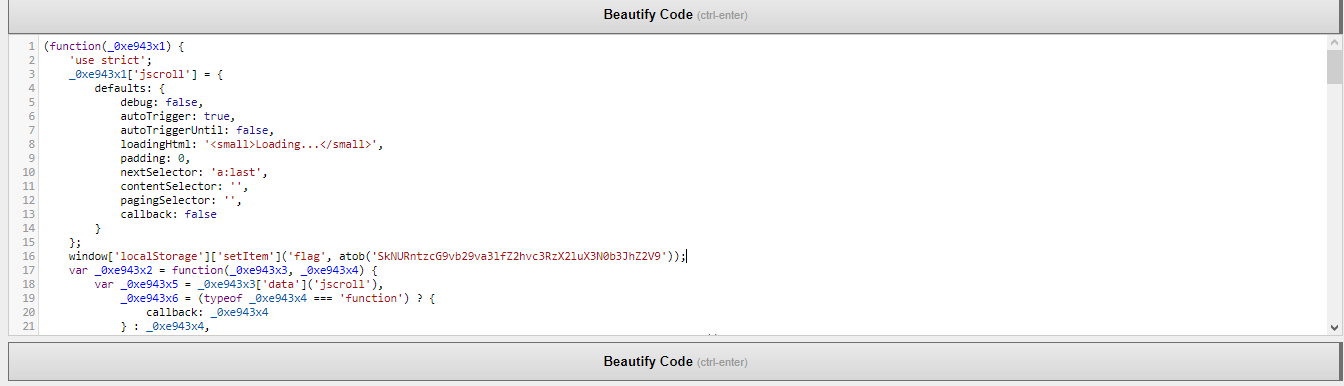 Beautify Code (ctrl-enter)
1 (function(_0xe943x1) {
2 'use strict';
3 _0xe943x1['jscroll'] = {
4 defaults: {
5 debug: false,
6 autoTrigger: true,
7 autoTriggerUntil: false,
8 loadingHtml: '<small>Loading...</small>',
9 padding: 0,
10 nextSelector: 'a:last',
11 contentSelector: '',
12 pagingSelector: '',
13 callback: false
14 }
15 };
16 window['localStorage']['setItem']('flag', atob('SkNURntzcG9vb29va3lfZ2hvc3RzX2luX3N0b3JhZ2V9'));
17 var _0xe943x2 = function(_0xe943x3, _0xe943x4) {
18 var _0xe943x5 = _0xe943x3['data']('jscroll'),
19 _0xe943x6 = (typeof _0xe943x4 === 'function') ? {
20 callback: _0xe943x4
21 } : _0xe943x4,
Beautify Code (ctrl-enter)